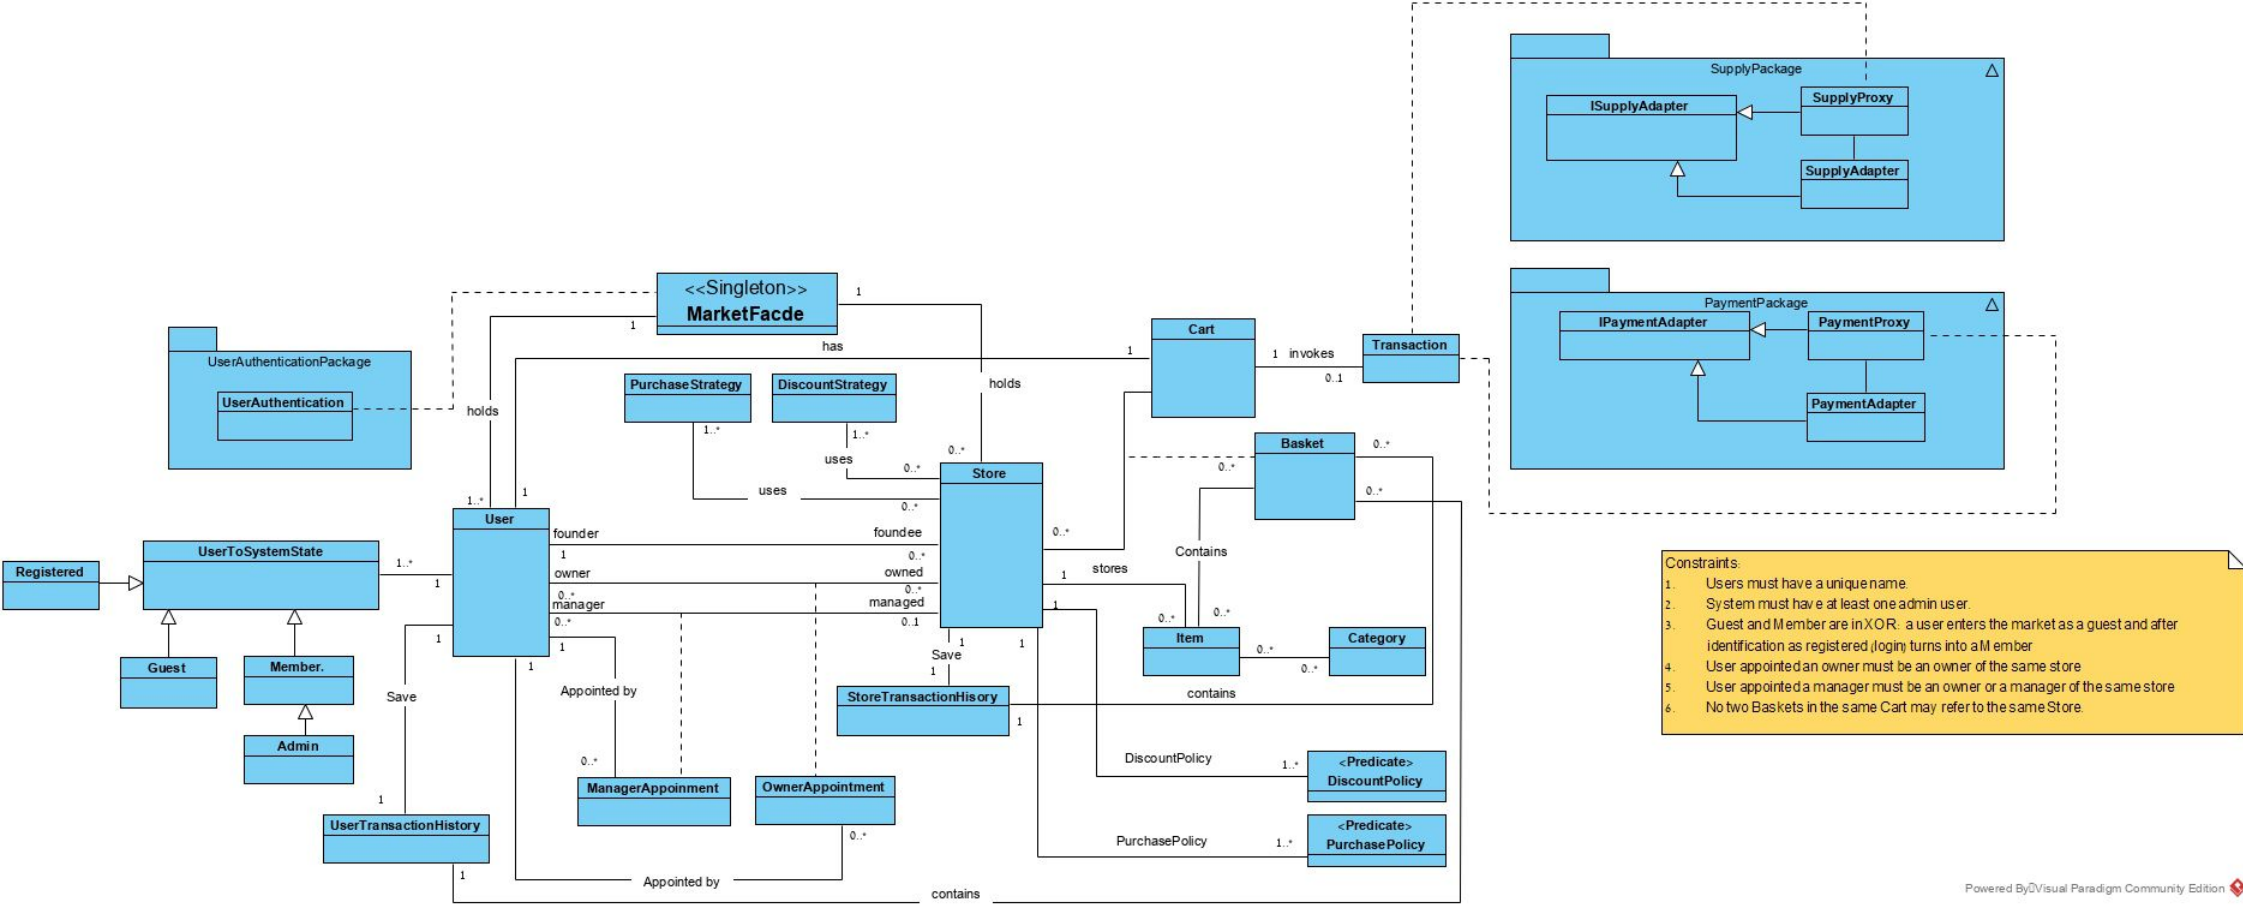 SupplyPackage
ISupplyAdapter
SupplyProxy
SupplyAdapter
PaymentPackage
IPaymentAdapter
PaymentProxy
PaymentAdapter
<<Singleton>>
MarketFacde
1
1
holds
holds
has
1
1
1..*
0..*
UserAuthenticationPackage
UserAuthentication
PurchaseStrategy
1..*
uses
0..*
DiscountStrategy
1..*
uses
0..*
Cart
1 invokes
0..1
Transaction
0..*
Basket
0..*
0..*
0..*
Contains
0..*
Store
User
founder
1
foundee
0..*
owner
0..*
owned
0..*
manager
0..*
managed
0..1
UserToSystemState
1..*
1
Registered
Guest
Member.
Admin
1
Save
1
UserTransactionHistory
1
contains
1
Appointed by
0..*
ManagerAppoinment
1
Appointed by
0..*
OwnerAppointment
1
Save
1
StoreTransactionHisory
1
contains
1
stores
0..*
Item
0..*
0..*
Category
1
DiscountPolicy
1..*
<Predicate>
DiscountPolicy
1
PurchasePolicy
1..*
<Predicate>
PurchasePolicy
Constraints:
1. Users must have a unique name.
2. System must have at least one admin user.
3. Guest and Member are in XOR: a user enters the market as a guest and after
identification as registered (login) turns into a Member
4. User appointed an owner must be an owner of the same store
5. User appointed a manager must be an owner or a manager of the same store
6. No two Baskets in the same Cart may refer to the same Store.
Powered By Visual Paradigm Community Edition